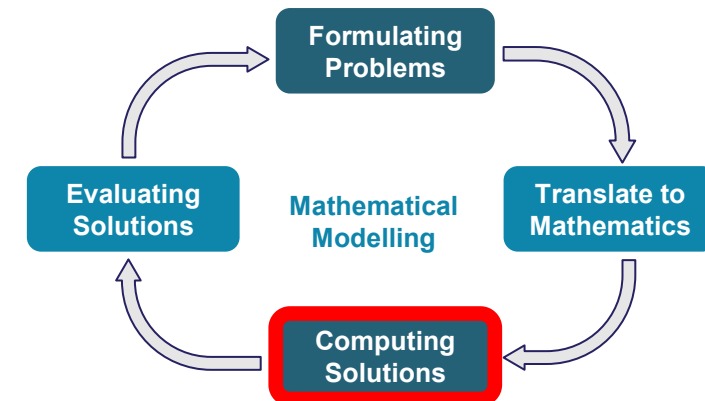 Formulating
Problems
Evaluating
Solutions
Mathematical
Modelling
Translate to
Mathematics
Computing
Solutions